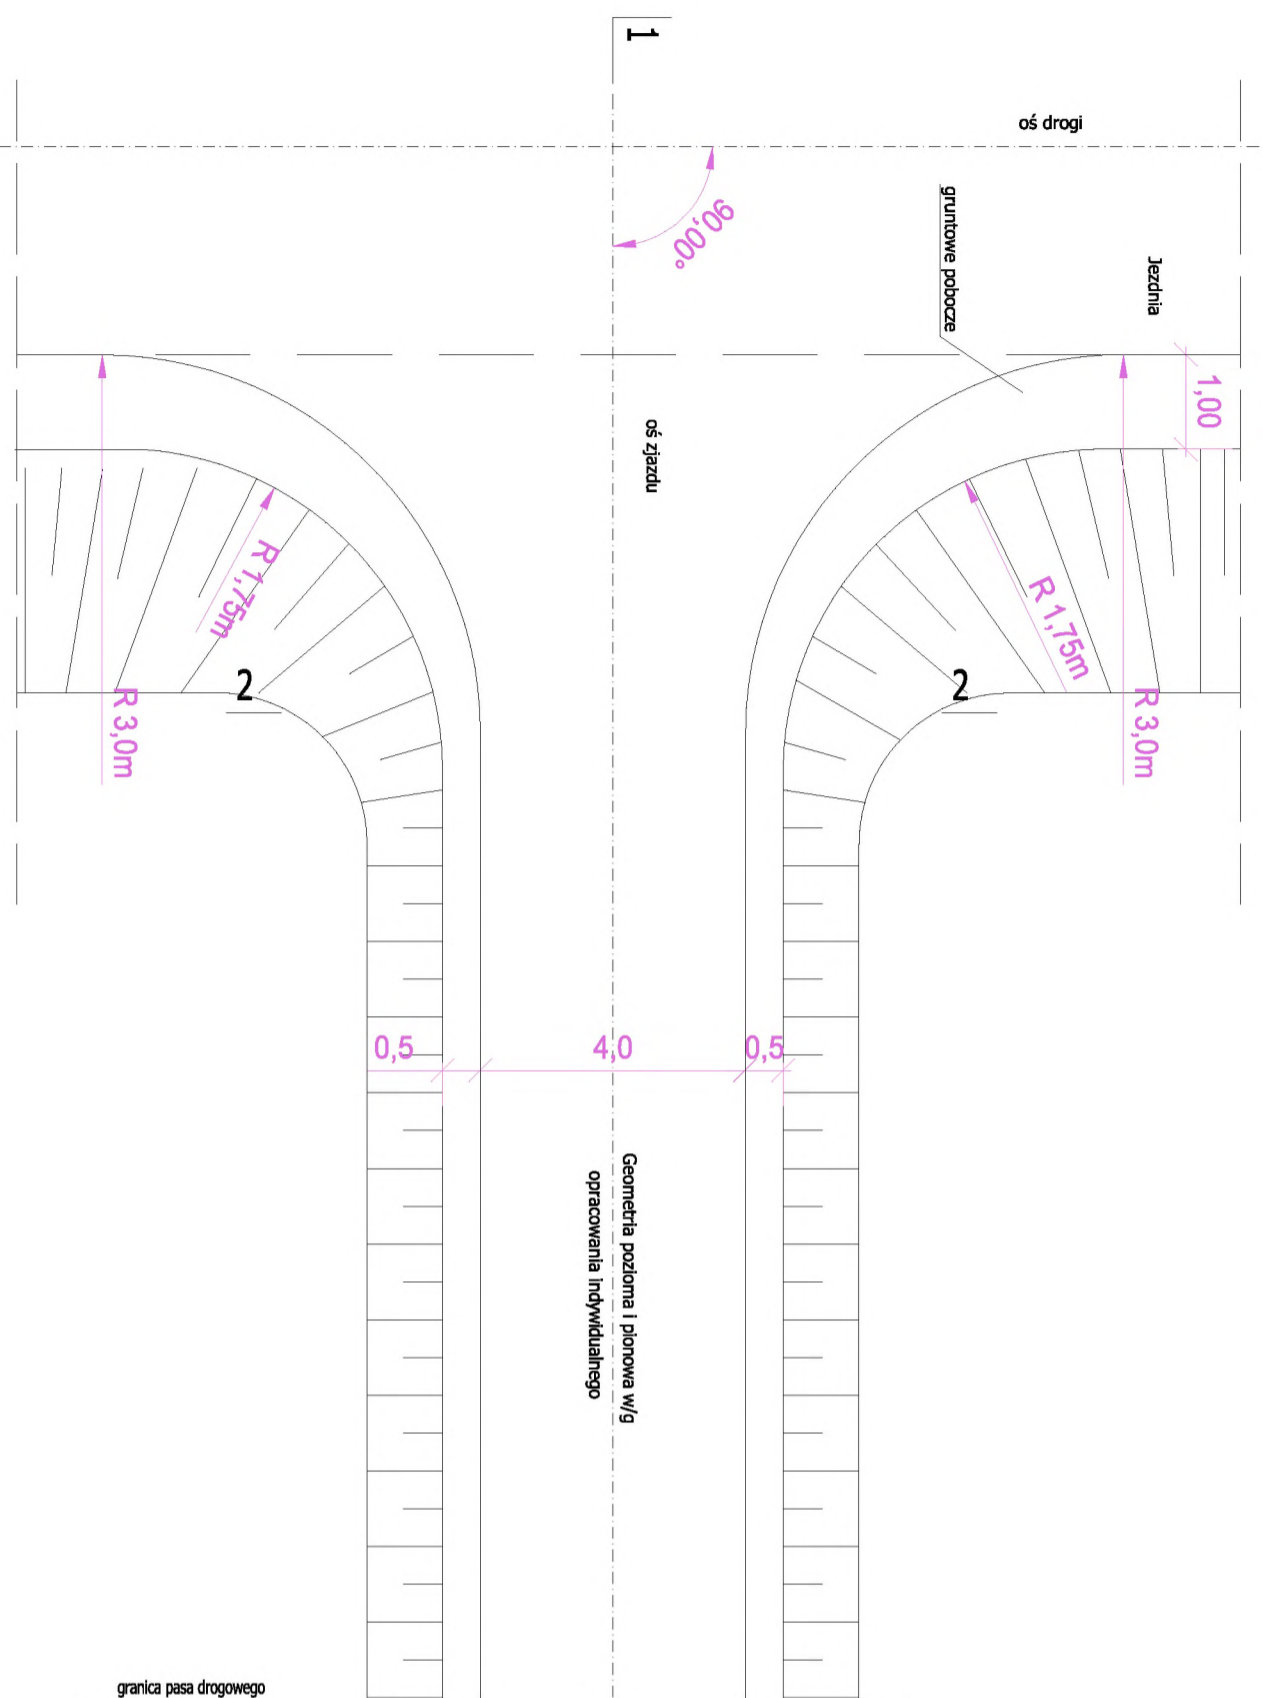 1
oś drogi
90,00°
gruntowe pobocze
Jezdnia
1,00
oś zjazdu
R 1,75m
R 1,75m
2
2
R 3,0m
R 3,0m
0,5
4,0
0,5
Geometria pozioma i pionowa w/g
opracowania indywidualnego
granica pasa drogowego